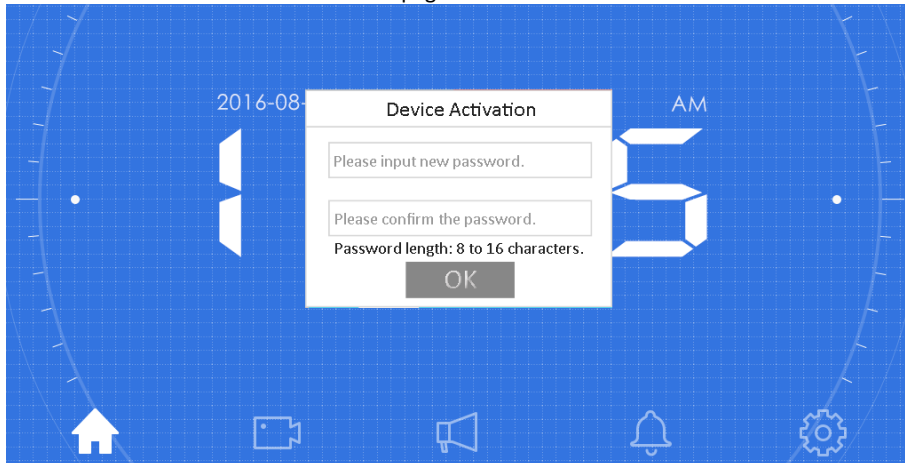 2016-08-
AM
Device Activation
Please input new password.
Please confirm the password.
Password length: 8 to 16 characters.
OK